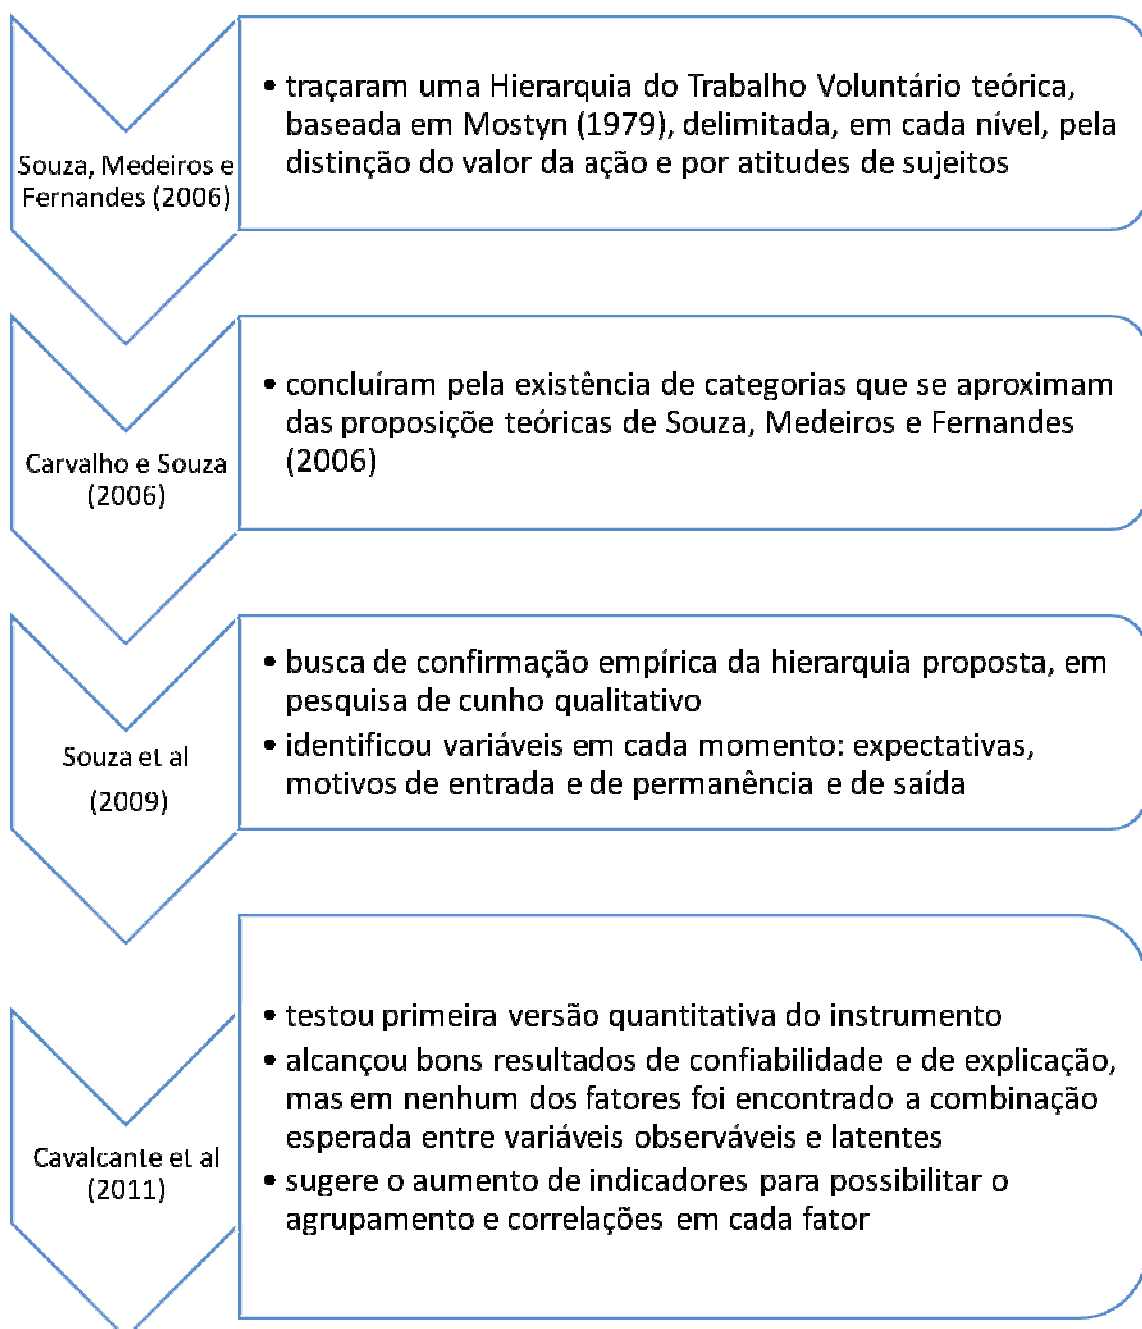 Souza, Medeiros e
Fernandes (2006)
• traçaram uma Hierarquia do Trabalho Voluntário teórica,
baseada em Mostyn (1979), delimitada, em cada nível, pela
distinção do valor da ação e por atitudes de sujeitos
Carvalho e Souza
(2006)
• concluíram pela existência de categorias que se aproximam
das proposiçõe teóricas de Souza, Medeiros e Fernandes
(2006)
Souza et al
(2009)
• busca de confirmação empírica da hierarquia proposta, em
pesquisa de cunho qualitativo
• identificou variáveis em cada momento: expectativas,
motivos de entrada e de permanência e de saída
Cavalcante et al
(2011)
• testou primeira versão quantitativa do instrumento
• alcançou bons resultados de confiabilidade e de explicação,
mas em nenhum dos fatores foi encontrado a combinação
esperada entre variáveis observáveis e latentes
• sugere o aumento de indicadores para possibilitar o
agrupamento e correlações em cada fator